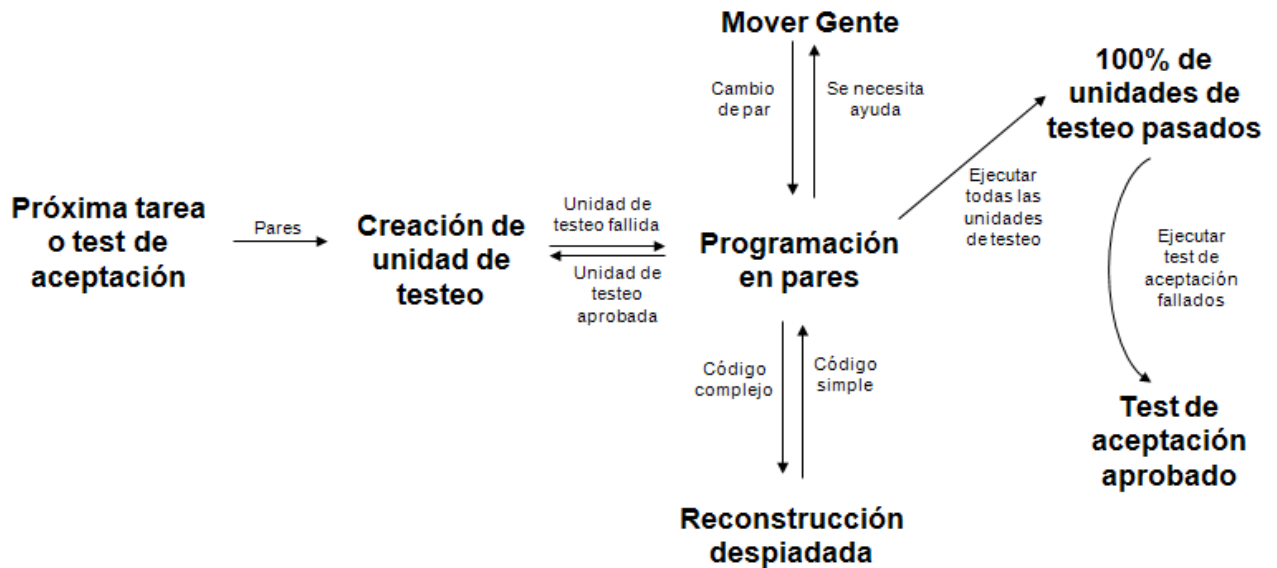 Mover Gente
Cambio
de par
Se necesita
ayuda
100% de
unidades de
testeo pasados
Próxima tarea
o test de
aceptación
Pares
Creación de
unidad de
testeo
Unidad de
testeo fallida
Unidad de
testeo
aprobada
Programación
en pares
Ejecutar
todas las
unidades
de testeo
Ejecutar
test de
aceptación
fallados
Código
complejo
Código
simple
Test de
aceptación
aprobado
Reconstrucción
despiadada